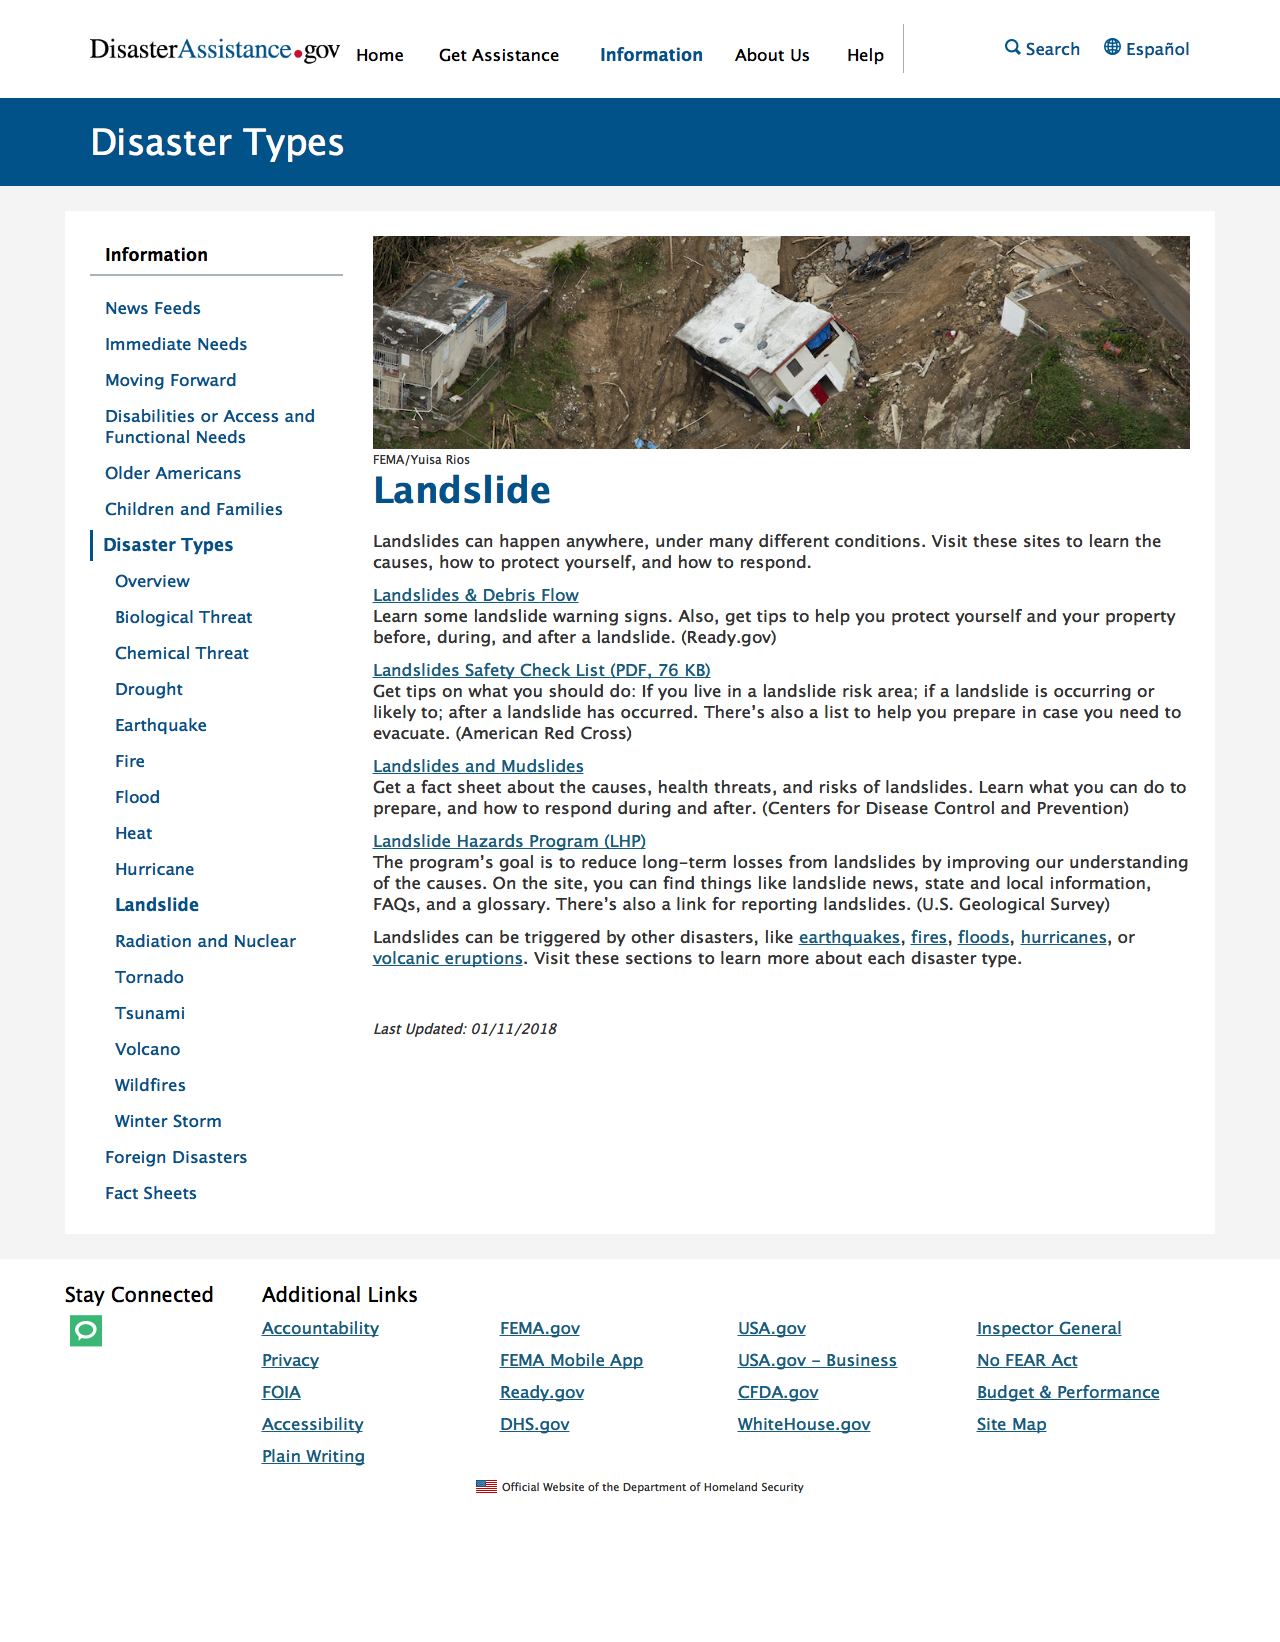 DisasterAssistance.gov
Home
Get Assistance
Information
About Us
Help
Search
Español
Disaster Types
Information
News Feeds
Immediate Needs
Moving Forward
Disabilities or Access and
Functional Needs
Older Americans
Children and Families
Disaster Types
Overview
Biological Threat
Chemical Threat
Drought
Earthquake
Fire
Flood
Heat
Hurricane
Landslide
Radiation and Nuclear
Tornado
Tsunami
Volcano
Wildfires
Winter Storm
Foreign Disasters
Fact Sheets
FEMA/Yuisa Rios
Landslide
Landslides can happen anywhere, under many different conditions. Visit these sites to learn the
causes, how to protect yourself, and how to respond.
Landslides & Debris Flow
Learn some landslide warning signs. Also, get tips to help you protect yourself and your property
before, during, and after a landslide. (Ready.gov)
Landslides Safety Check List (PDF, 76 KB)
Get tips on what you should do: If you live in a landslide risk area; if a landslide is occurring or
likely to; after a landslide has occurred. There's also a list to help you prepare in case you need to
evacuate. (American Red Cross)
Landslides and Mudslides
Get a fact sheet about the causes, health threats, and risks of landslides. Learn what you can do to
prepare, and how to respond during and after. (Centers for Disease Control and Prevention)
Landslide Hazards Program (LHP)
The program's goal is to reduce long-term losses from landslides by improving our understanding
of the causes. On the site, you can find things like landslide news, state and local information,
FAQs, and a glossary. There's also a link for reporting landslides. (U.S. Geological Survey)
Landslides can be triggered by other disasters, like earthquakes, fires, floods, hurricanes, or
volcanic eruptions. Visit these sections to learn more about each disaster type.
Last Updated: 01/11/2018
Stay Connected
Additional Links
Accountability
Privacy
FOIA
Accessibility
Plain Writing
FEMA.gov
FEMA Mobile App
Ready.gov
DHS.gov
USA.gov
USA.gov - Business
CFDA.gov
WhiteHouse.gov
Inspector General
No FEAR Act
Budget & Performance
Site Map
Official Website of the Department of Homeland Security